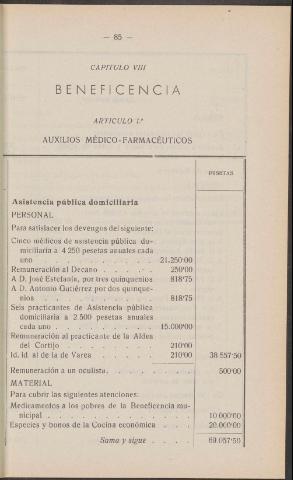 — 85 —
CAPITULO VIII
BENEFICENCIA
ARTICULO 1.º
AUXILIOS MÉDICO-FARMACÉUTICOS
PESETAS
Asistencia pública domiciliaria
PERSONAL
Para satisfacer los devengos del siguiente:
Cinco médicos de asistencia pública do-
miciliaria a 4 250 pesetas anuales cada
uno . . . . . . . . 21.250'00
Remuneración al Decano . . . . . 250'00
A D. José Estefanía, por tres quinquenios 818'75
A D. Antonio Gutiérrez por dos quinque-
nios . . . . . . . . 818'75
Seis practicantes de Asistencia pública
domiciliaria a 2 500 pesetas anuales
cada uno . . . . . . . 15.000'00
Remuneración al practicante de la Aldea
del Cortijo . . . . . . 210'00
Id. id. al de la de Varea . . . . 210'00 38 557'50
Remuneración a un oculista. . . . . . . 500'00
MATERIAL
Para cubrir las siguientes atenciones:
Medicamentos a los pobres de la Beneficencia mu-
nicipal . . . . . . . . . . . 10 000'00
Especies y bonos de la Cocina económica . . . 20.000'00
Suma y sigue . . . . 69.057'50